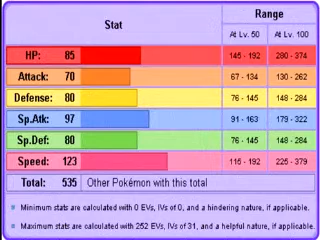 Stat Range
At Lv. 50 At Lv. 100
HP: 85 145 - 192 280 - 374
Attack: 70 67 - 134 130 - 262
Defense: 80 76 - 145 148 - 284
Sp.Atk: 97 91 - 163 179 - 322
Sp.Def: 80 76 - 145 148 - 284
Speed: 123 115 - 192 225 - 379
Total: 535 Other Pokémon with this total
Minimum stats are calculated with 0 EVs, IVs of 0, and a hindering nature, if applicable.
Maximum stats are calculated with 252 EVs, IVs of 31, and a helpful nature, if applicable.